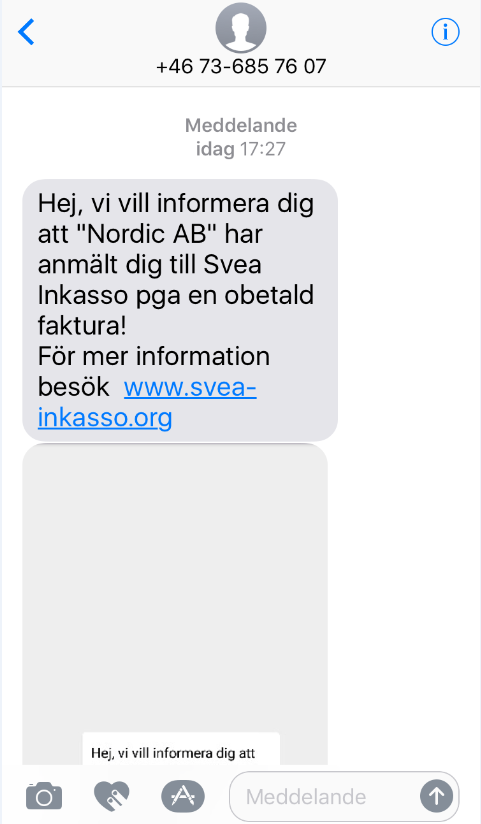 +46 73-685 76 07
Meddelande
idag 17:27
Hej, vi vill informera dig
att "Nordic AB" har
anmält dig till Svea
Inkasso pga en obetald
faktura!
För mer information
besök www.svea-
inkasso.org
Hej, vi vill informera dig att
Meddelande